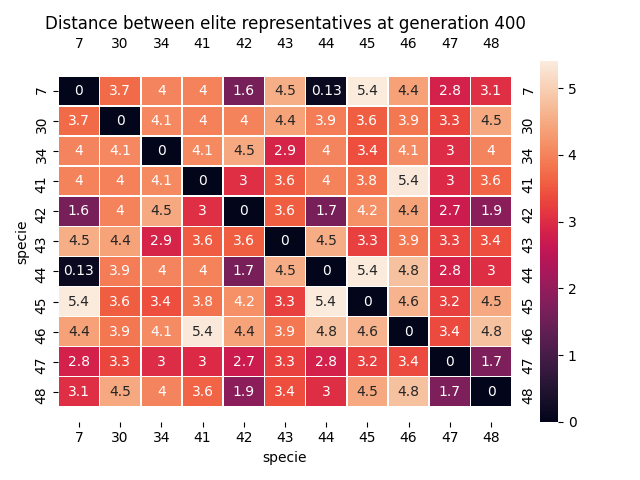 Distance between elite representatives at generation 400
7 30 34 41 42 43 44 45 46 47 48
7 0 3.7 4 4 1.6 4.5 0.13 5.4 4.4 2.8 3.1 7
30 3.7 0 4.1 4 4 4.4 3.9 3.6 3.9 3.3 4.5 30
34 4 4.1 0 4.1 4.5 2.9 4 3.4 4.1 3 4 34
41 4 4 4.1 0 3 3.6 4 3.8 5.4 3 3.6 41
42 1.6 4 4.5 3 0 3.6 1.7 4.2 4.4 2.7 1.9 42
43 4.5 4.4 2.9 3.6 3.6 0 4.5 3.3 3.9 3.3 3.4 43
44 0.13 3.9 4 4 1.7 4.5 0 5.4 4.8 2.8 3 44
45 5.4 3.6 3.4 3.8 4.2 3.3 5.4 0 4.6 3.2 4.5 45
46 4.4 3.9 4.1 5.4 4.4 3.9 4.8 4.6 0 3.4 4.8 46
47 2.8 3.3 3 3 2.7 3.3 2.8 3.2 3.4 0 1.7 47
48 3.1 4.5 4 3.6 1.9 3.4 3 4.5 4.8 1.7 0 48
7 30 34 41 42 43 44 45 46 47 48
specie
specie
5
4
3
2
1
0